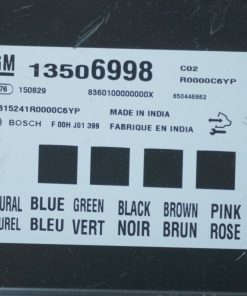 GM 13506998 C02
R0000C6YP
76 150829 8360100000000X 650446862
315241R0000C6YP MADE IN INDIA
BOSCH F 00H J01 399 FABRIQUE EN INDIA
URAL BLUE GREEN BLACK BROWN PINK
UREL BLEU VERT NOIR BRUN ROSE